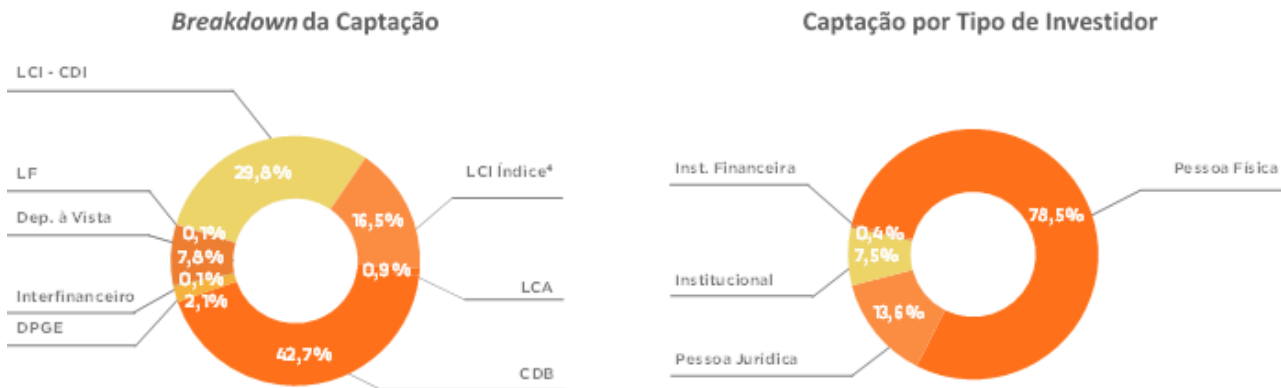 Breakdown da Captação
LCI - CDI
LF
Dep. à Vista
Interfinanceiro
DPGE
29,8%
0,1%
7,8%
0,1%
2,1%
42,7%
16,5%
0,9%
LCI Índice⁴
LCA
CDB
Captação por Tipo de Investidor
Inst. Financeira
Institucional
Pessoa Jurídica
0,4%
7,5%
13,6%
78,5%
Pessoa Física